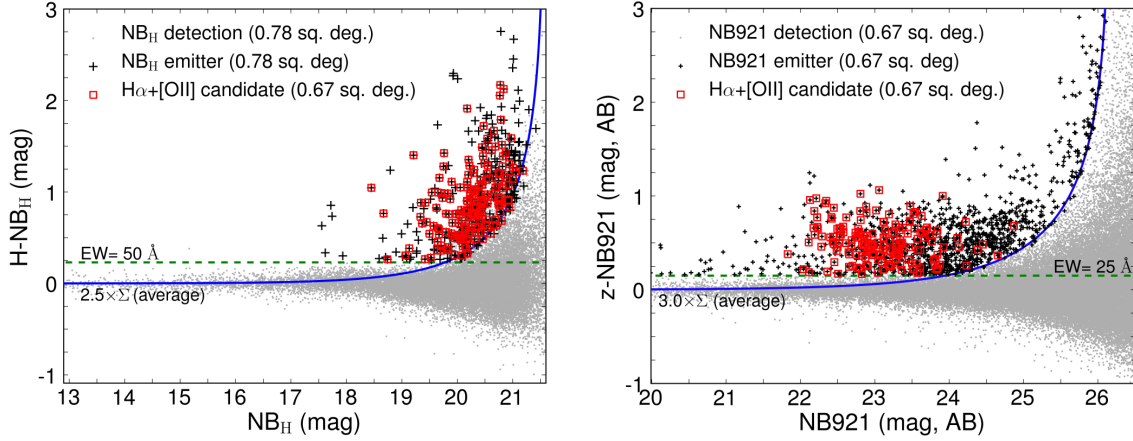 3
2
1
0
-1
13
14
15
16
17
18
19
20
21
H-NB_H (mag)
NB_H (mag)
NB_H detection (0.78 sq. deg.)
NB_H emitter (0.78 sq. deg)
Hα+[OII] candidate (0.67 sq. deg.)
EW= 50 Å
2.5×Σ (average)
3
2
1
0
-1
20
21
22
23
24
25
26
z-NB921 (mag, AB)
NB921 (mag, AB)
NB921 detection (0.67 sq. deg.)
NB921 emitter (0.67 sq. deg.)
Hα+[OII] candidate (0.67 sq. deg.)
EW= 25 Å
3.0×Σ (average)